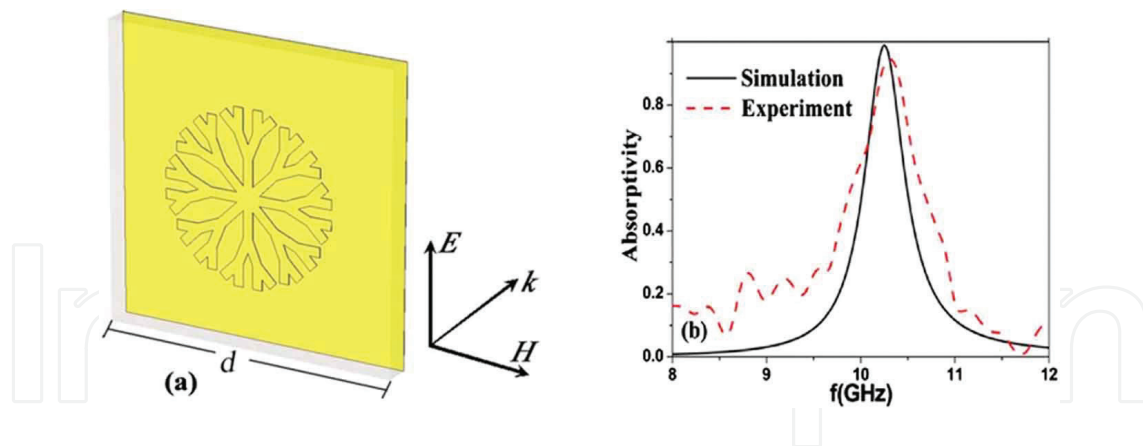 E
k
H
d
(a)
Simulation
Experiment
Absorptivity
0.8
0.6
0.4
0.2
0.0
(b)
8 9 10 11 12
f(GHz)